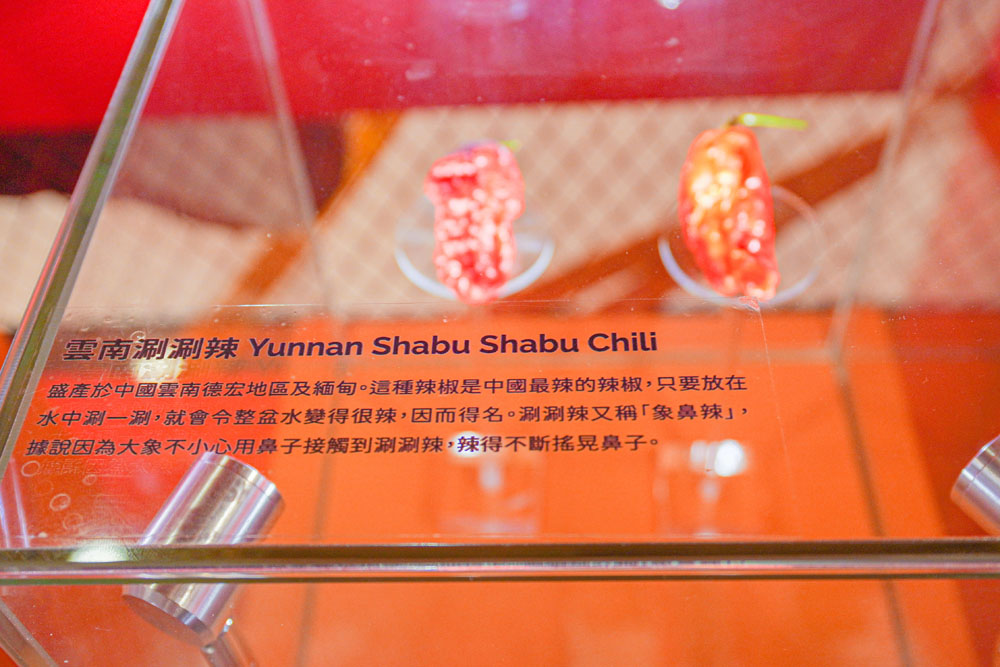 雲南涮涮辣 Yunnan Shabu Shabu Chili
盛產於中國雲南德宏地區及緬甸。這種辣椒是中國最辣的辣椒，只要放在
水中涮一涮，就會令整盆水變得很辣，因而得名。涮涮辣又稱「象鼻辣」，
據說因為大象不小心用鼻子接觸到涮涮辣，辣得不斷搖晃鼻子。